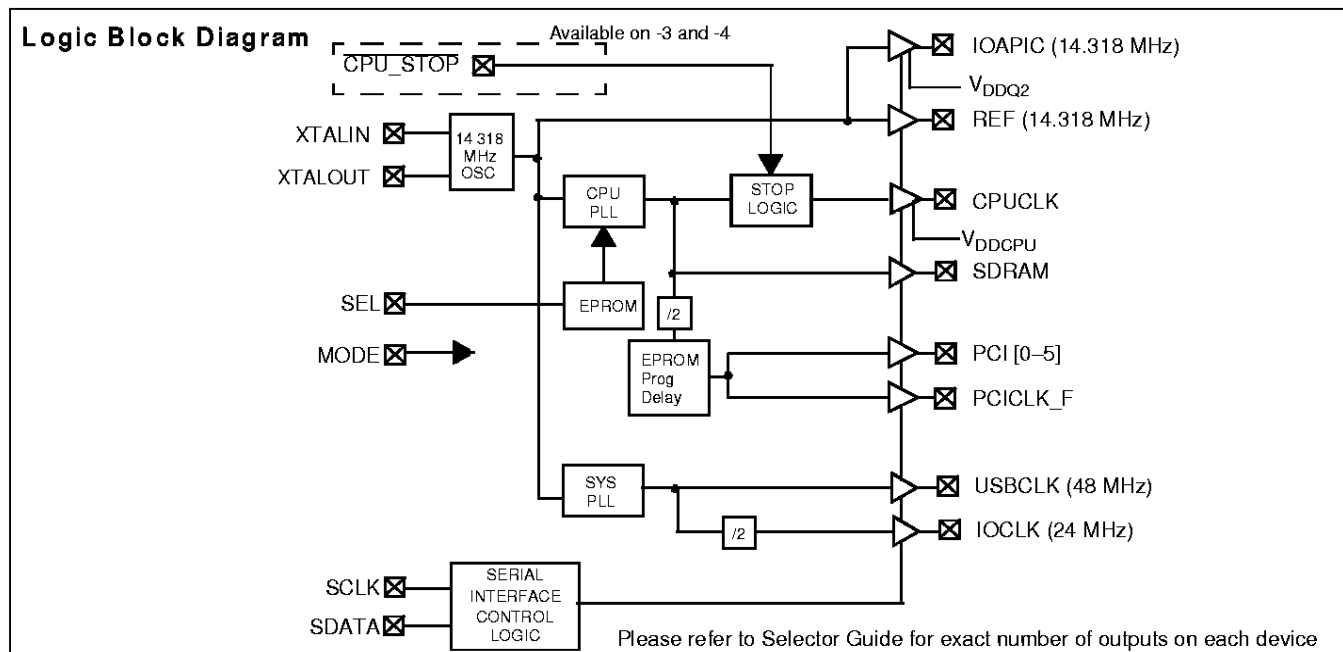 Logic Block Diagram
Available on -3 and -4
CPU_STOP
IOAPIC (14.318 MHz)
VDDQ2
REF (14.318 MHz)
XTALIN
XTALOUT
14.318
MHz
OSC
CPU
PLL
STOP
LOGIC
CPUCLK
VDDCPU
SDRAM
SEL
EPROM
/2
MODE
EPROM
Prog
Delay
PCI [0–5]
PCICLK_F
SYS
PLL
USBCLK (48 MHz)
/2
IOCLK (24 MHz)
SCLK
SDATA
SERIAL
INTERFACE
CONTROL
LOGIC
Please refer to Selector Guide for exact number of outputs on each device